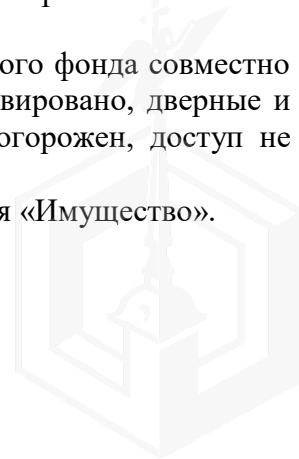 ого фонда совместно
вировано, дверные и
огорожен, доступ не
я «Имущество».